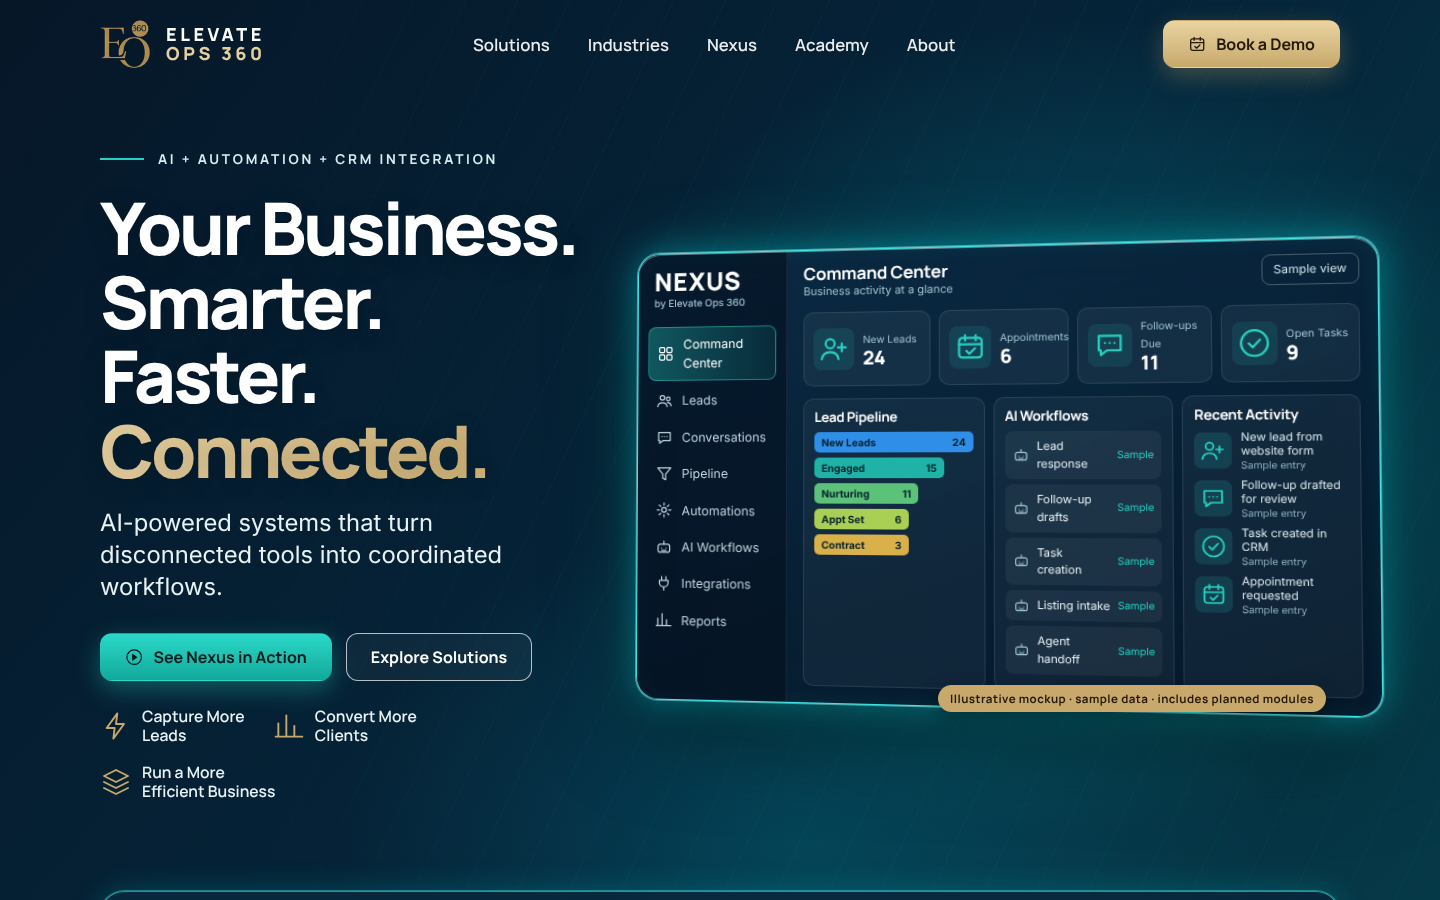 360
EO
ELEVATE
OPS 360
Solutions
Industries
Nexus
Academy
About
Book a Demo
AI + AUTOMATION + CRM INTEGRATION
Your Business.
Smarter.
Faster.
Connected.
AI-powered systems that turn
disconnected tools into coordinated
workflows.
See Nexus in Action
Explore Solutions
Capture More
Leads
Convert More
Clients
Run a More
Efficient Business
NEXUS
by Elevate Ops 360
Command
Center
Leads
Conversations
Pipeline
Automations
AI Workflows
Integrations
Reports
Command Center
Business activity at a glance
Sample view
New Leads
24
Appointments
6
Follow-ups
Due
11
Open Tasks
9
Lead Pipeline
New Leads 24
Engaged 15
Nurturing 11
Appt Set 6
Contract 3
AI Workflows
Lead
response
Sample
Follow-up
drafts
Sample
Task
creation
Sample
Listing intake Sample
Agent
handoff
Sample
Recent Activity
New lead from
website form
Sample entry
Follow-up drafted
for review
Sample entry
Task created in
CRM
Sample entry
Appointment
requested
Sample entry
Illustrative mockup · sample data · includes planned modules